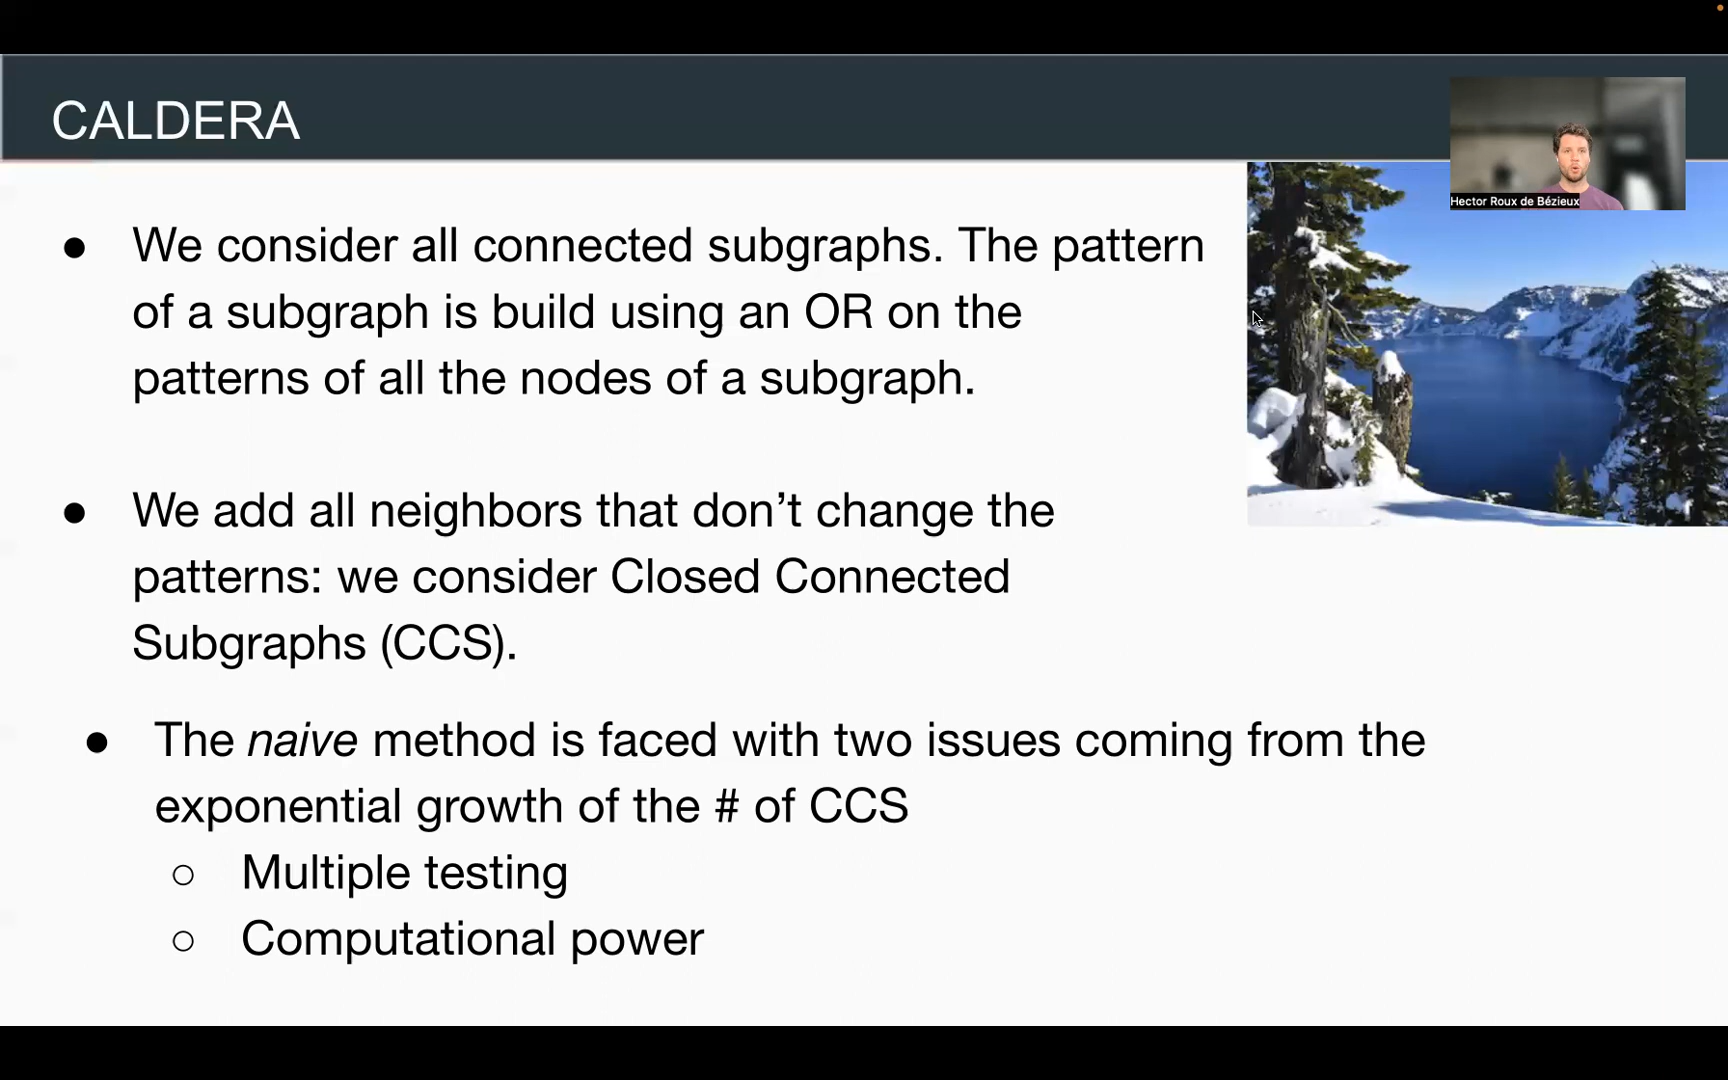 CALDERA
Hector Roux de Bézieux
● We consider all connected subgraphs. The pattern
of a subgraph is build using an OR on the
patterns of all the nodes of a subgraph.
● We add all neighbors that don’t change the
patterns: we consider Closed Connected
Subgraphs (CCS).
● The naive method is faced with two issues coming from the
exponential growth of the # of CCS
○ Multiple testing
○ Computational power